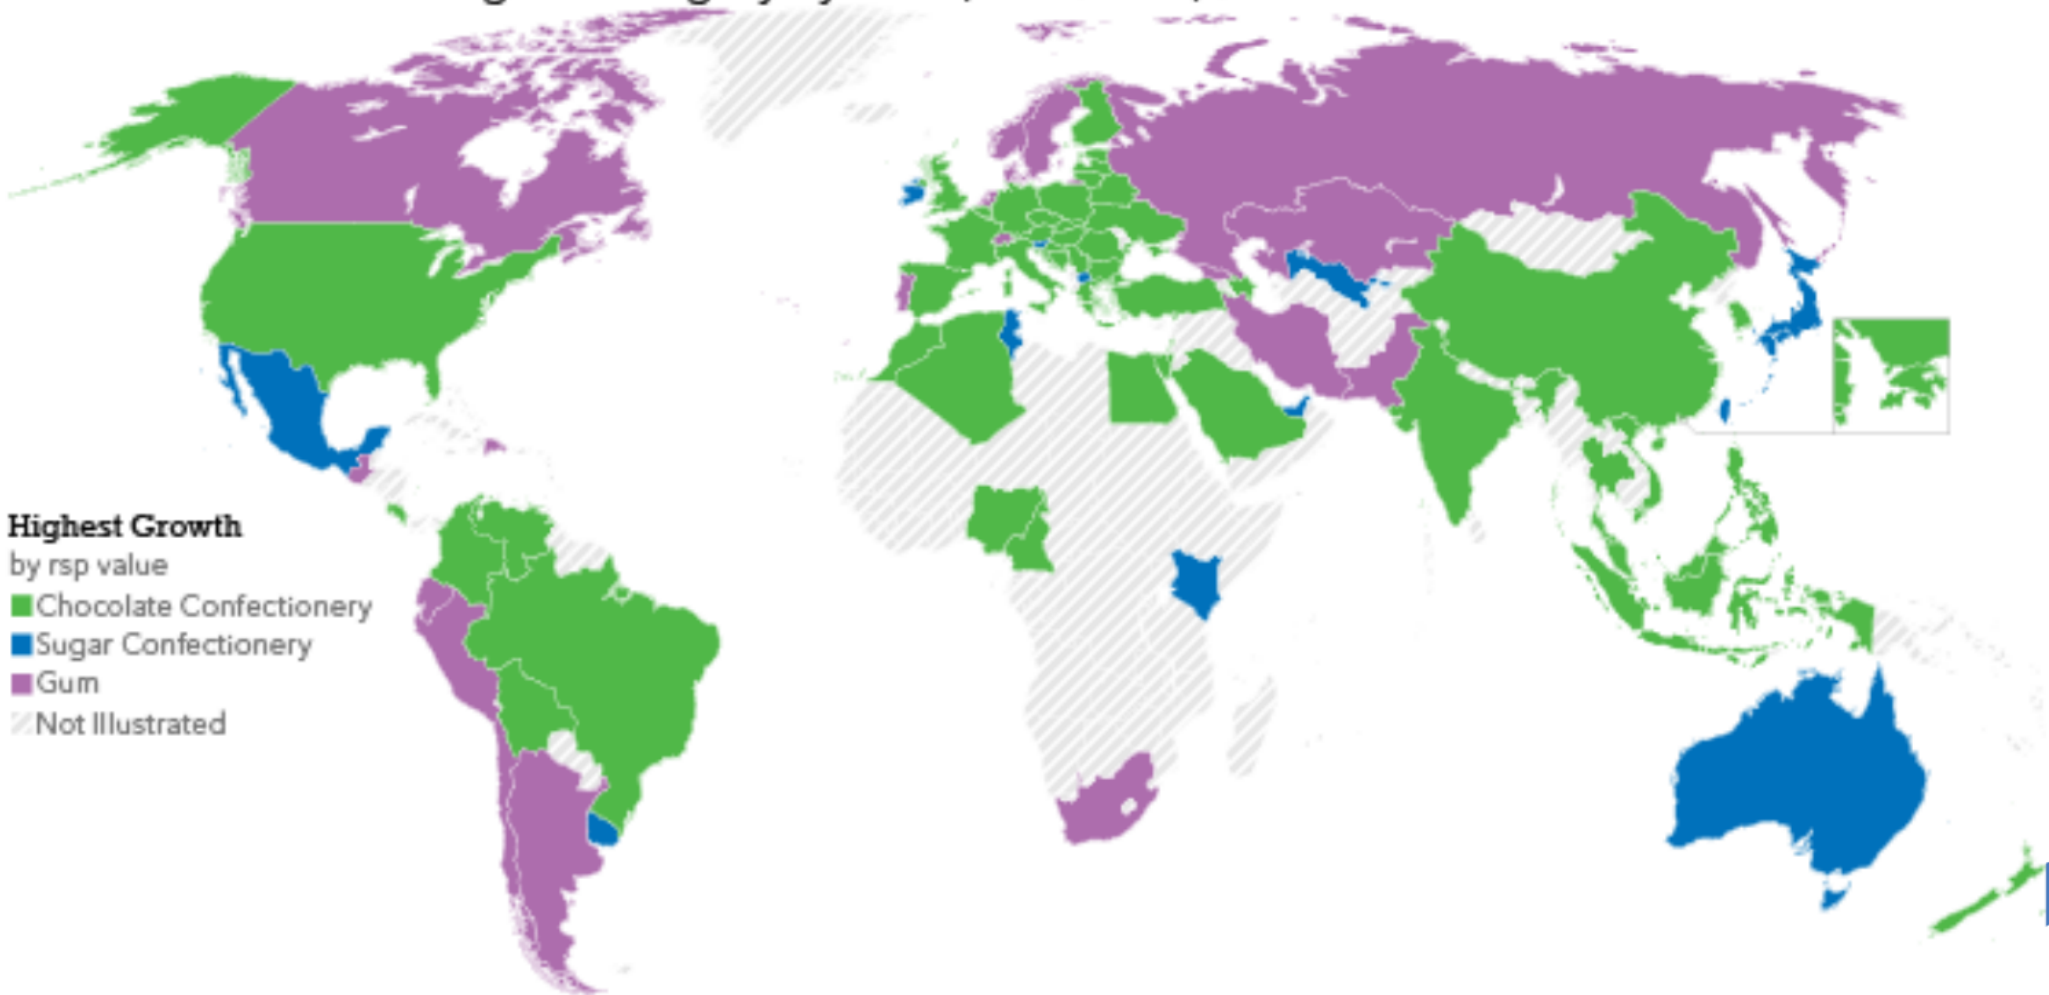 Highest Growth
by rsp value
Chocolate Confectionery
Sugar Confectionery
Gum
Not Illustrated